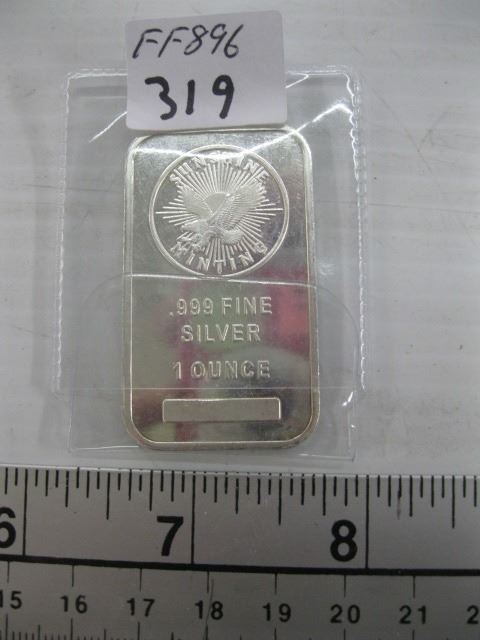 FF896
319
SUNSHINE
MINTING
.999 FINE
SILVER
1 OUNCE
6 7 8
15 16 17 18 19 20 21 2